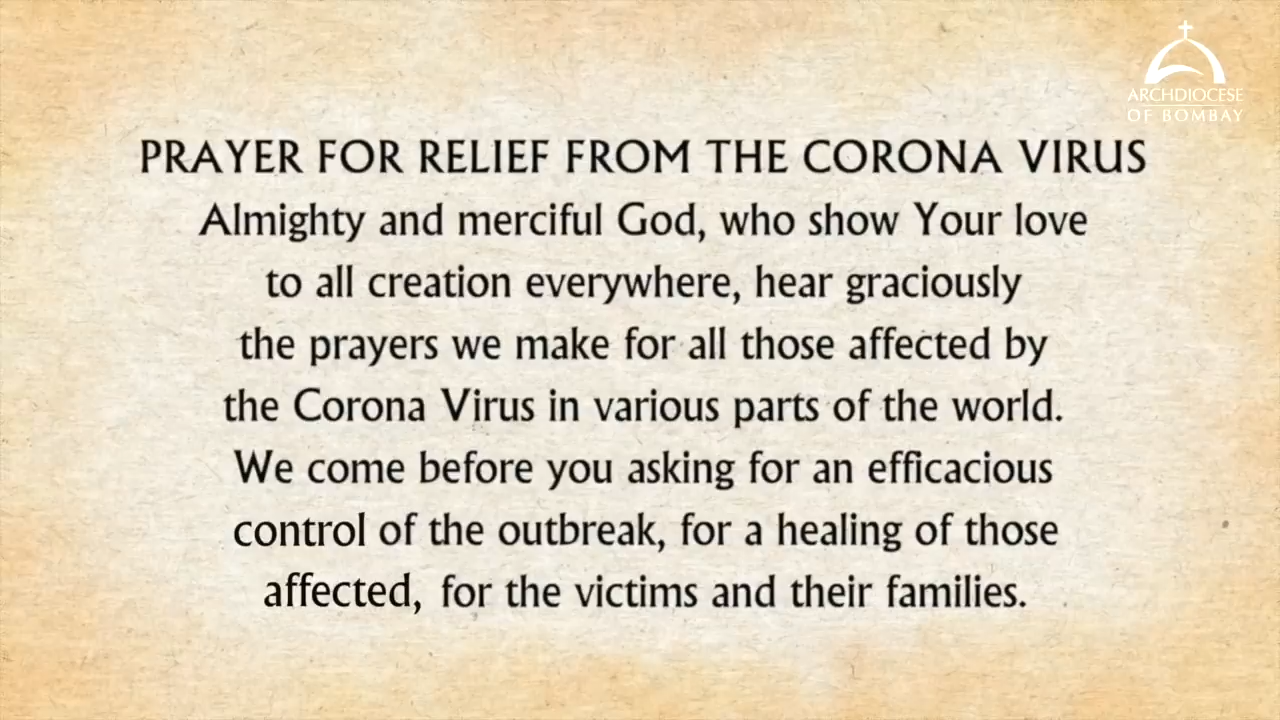 ARCHDIOCESE
OF BOMBAY
PRAYER FOR RELIEF FROM THE CORONA VIRUS
Almighty and merciful God, who show Your love
to all creation everywhere, hear graciously
the prayers we make for all those affected by
the Corona Virus in various parts of the world.
We come before you asking for an efficacious
control of the outbreak, for a healing of those
affected, for the victims and their families.